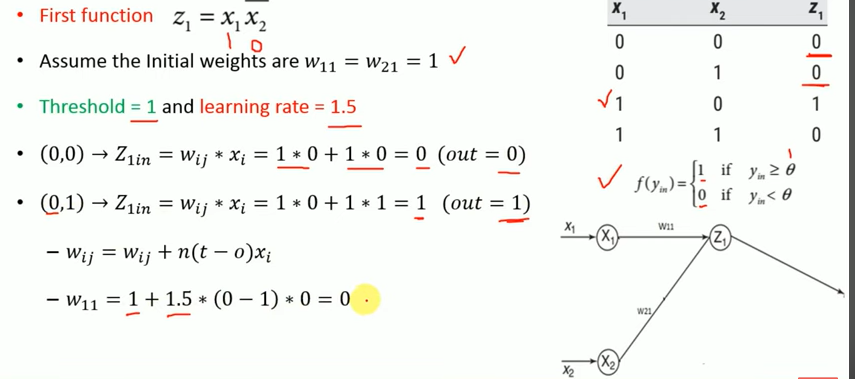 • First function z₁ = x₁ x̅₂
1 0
• Assume the Initial weights are w₁₁ = w₂₁ = 1 ✓
• Threshold = 1 and learning rate = 1.5
• (0,0) → Z₁ᵢₙ = wᵢⱼ * xᵢ = 1 * 0 + 1 * 0 = 0 (out = 0)
• (0,1) → Z₁ᵢₙ = wᵢⱼ * xᵢ = 1 * 0 + 1 * 1 = 1 (out = 1)
− wᵢⱼ = wᵢⱼ + n(t − o)xᵢ
− w₁₁ = 1 + 1.5 * (0 − 1) * 0 = 0
x₁ x₂ z₁
0 0 0
0 1 0
✓ 1 0 1
1 1 0
1
✓ f(yᵢₙ) = { 1 if yᵢₙ ≥ θ
0 if yᵢₙ < θ
X₁ X₁ W11 Z₁
W21
X₂ X₂